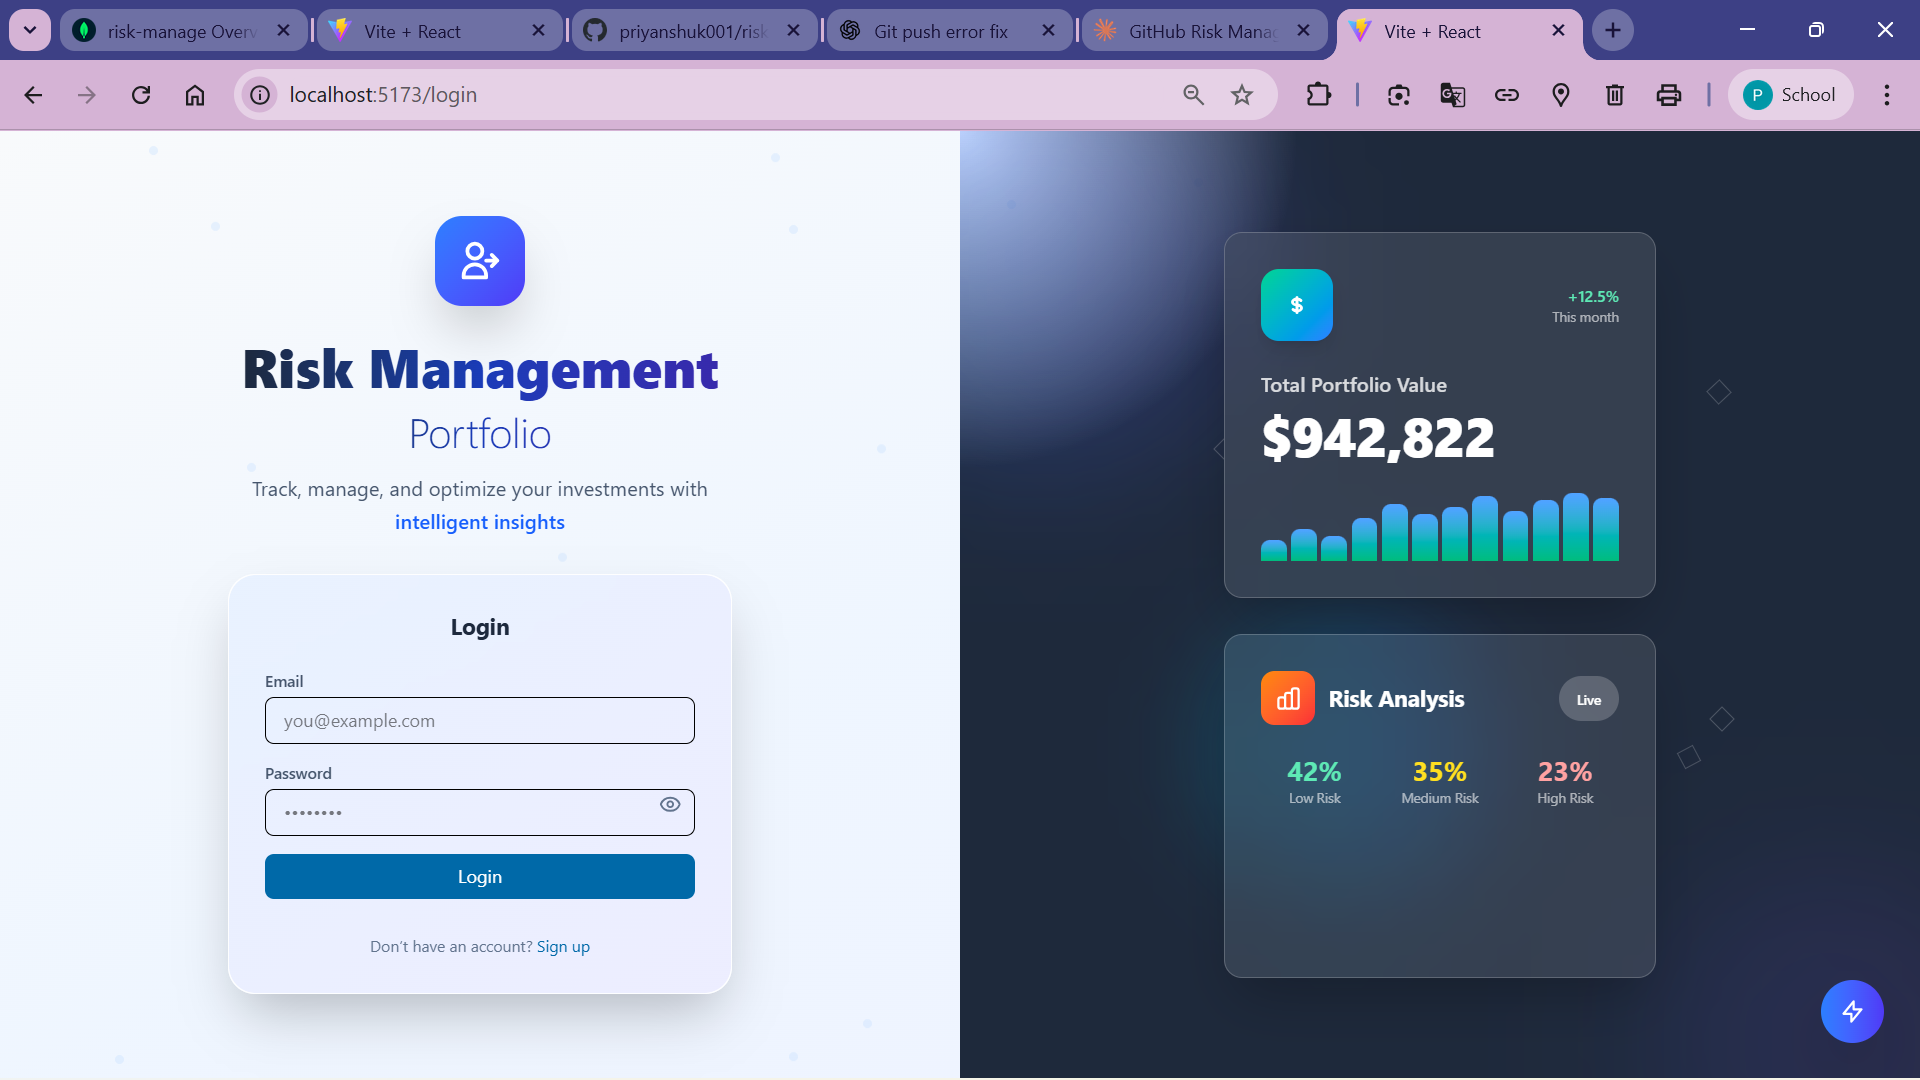 risk-manage Overv
Vite + React
priyanshuk001/risk
Git push error fix
GitHub Risk Manag
Vite + React
localhost:5173/login
P
School
Risk Management
Portfolio
Track, manage, and optimize your investments with
intelligent insights
Login
Email
you@example.com
Password
••••••••
Login
Don't have an account? Sign up
$
+12.5%
This month
Total Portfolio Value
$942,822
Risk Analysis
Live
42%
Low Risk
35%
Medium Risk
23%
High Risk